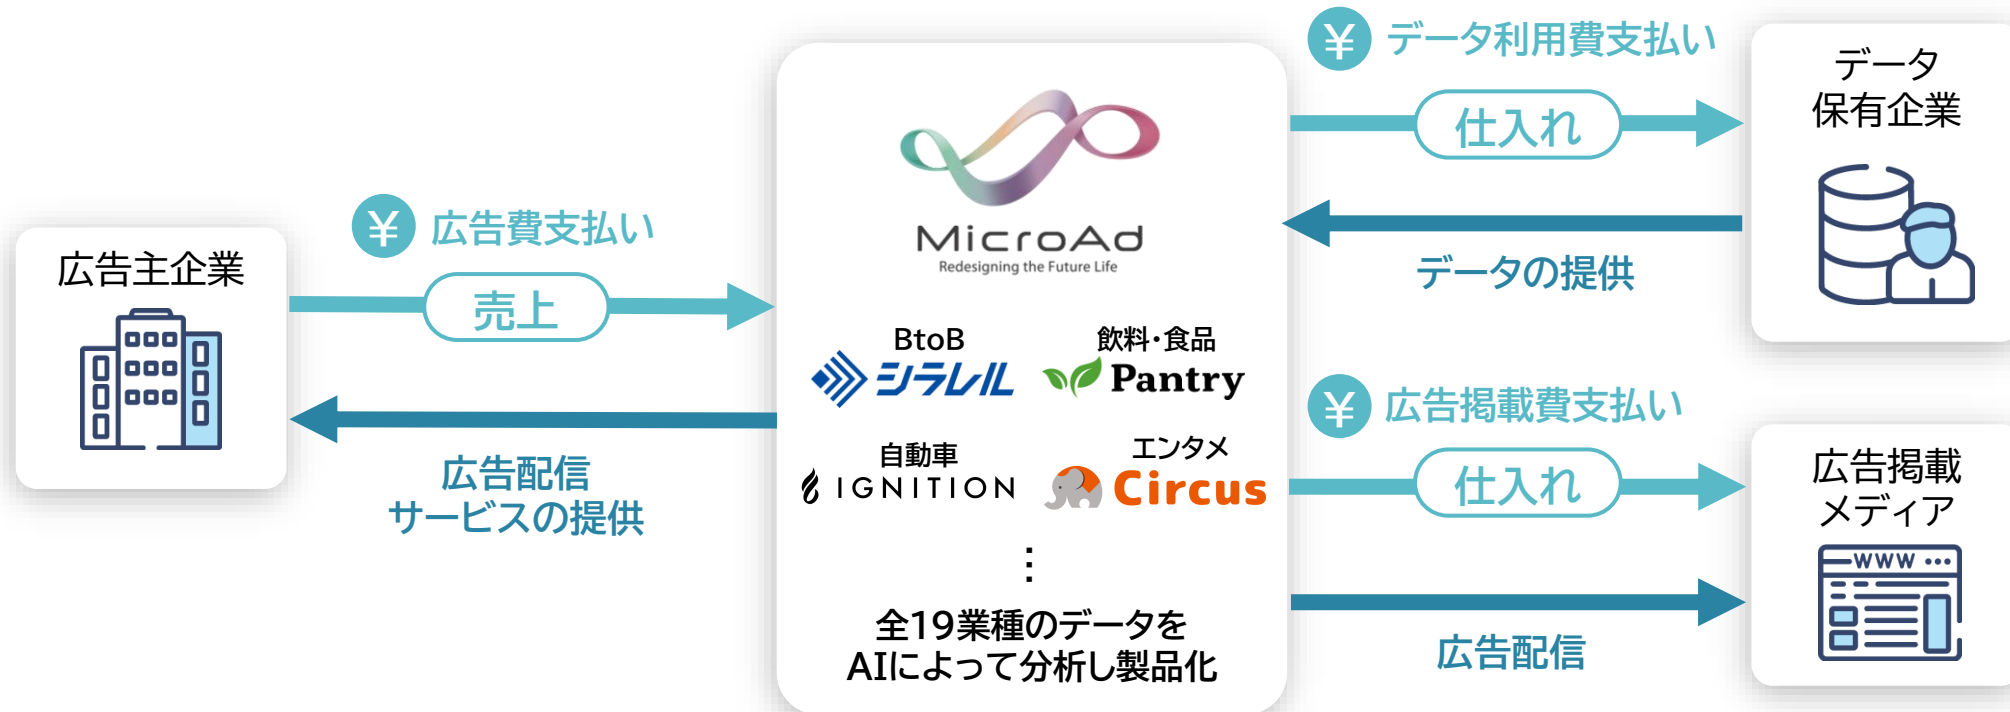 広告主企業
¥ 広告費支払い
売上
広告配信
サービスの提供
MicroAd
Redesigning the Future Life
BtoB
シラレル
飲料・食品
Pantry
自動車
IGNITION
エンタメ
Circus
⋮
全19業種のデータを
AIによって分析し製品化
¥ データ利用費支払い
仕入れ
データの提供
データ
保有企業
¥ 広告掲載費支払い
仕入れ
広告配信
広告掲載
メディア
WWW